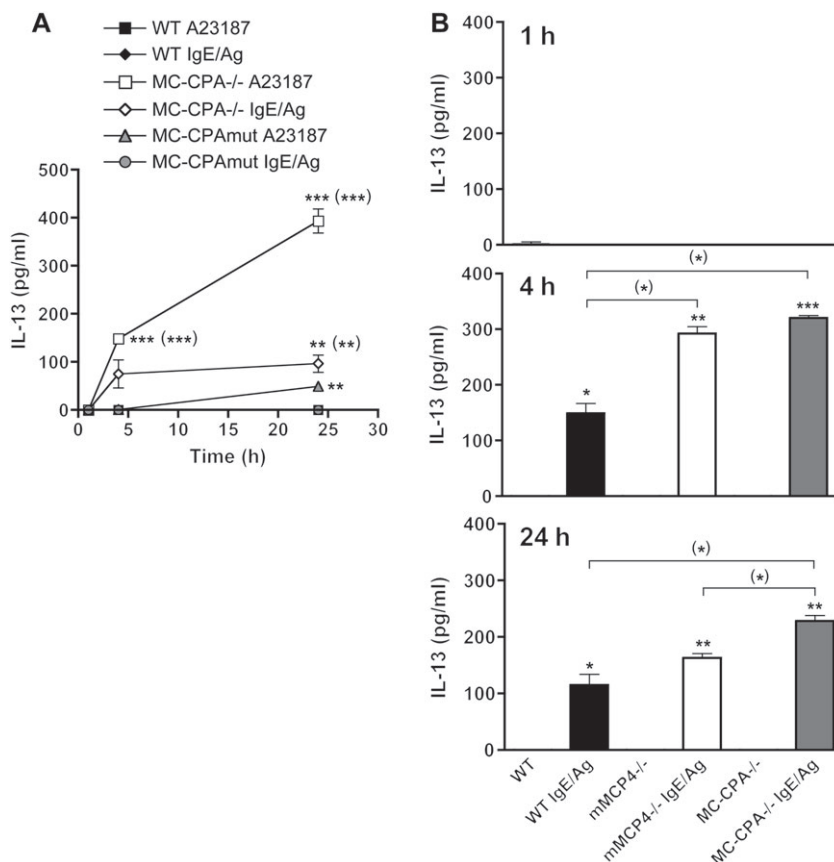 A
WT A23187
WT IgE/Ag
MC-CPA-/- A23187
MC-CPA-/- IgE/Ag
MC-CPAmut A23187
MC-CPAmut IgE/Ag
IL-13 (pg/ml)
500
400
300
200
100
0
*** (***)
*** (***)
** (**)
**
0 5 10 15 20 25 30
Time (h)
B
1 h
IL-13 (pg/ml)
400
300
200
100
0
4 h
IL-13 (pg/ml)
400
300
200
100
0
(*)
(*)
*
**
***
24 h
IL-13 (pg/ml)
400
300
200
100
0
(*)
(*)
*
**
**
WT
WT IgE/Ag
mMCP4-/-
mMCP4-/- IgE/Ag
MC-CPA-/-
MC-CPA-/- IgE/Ag